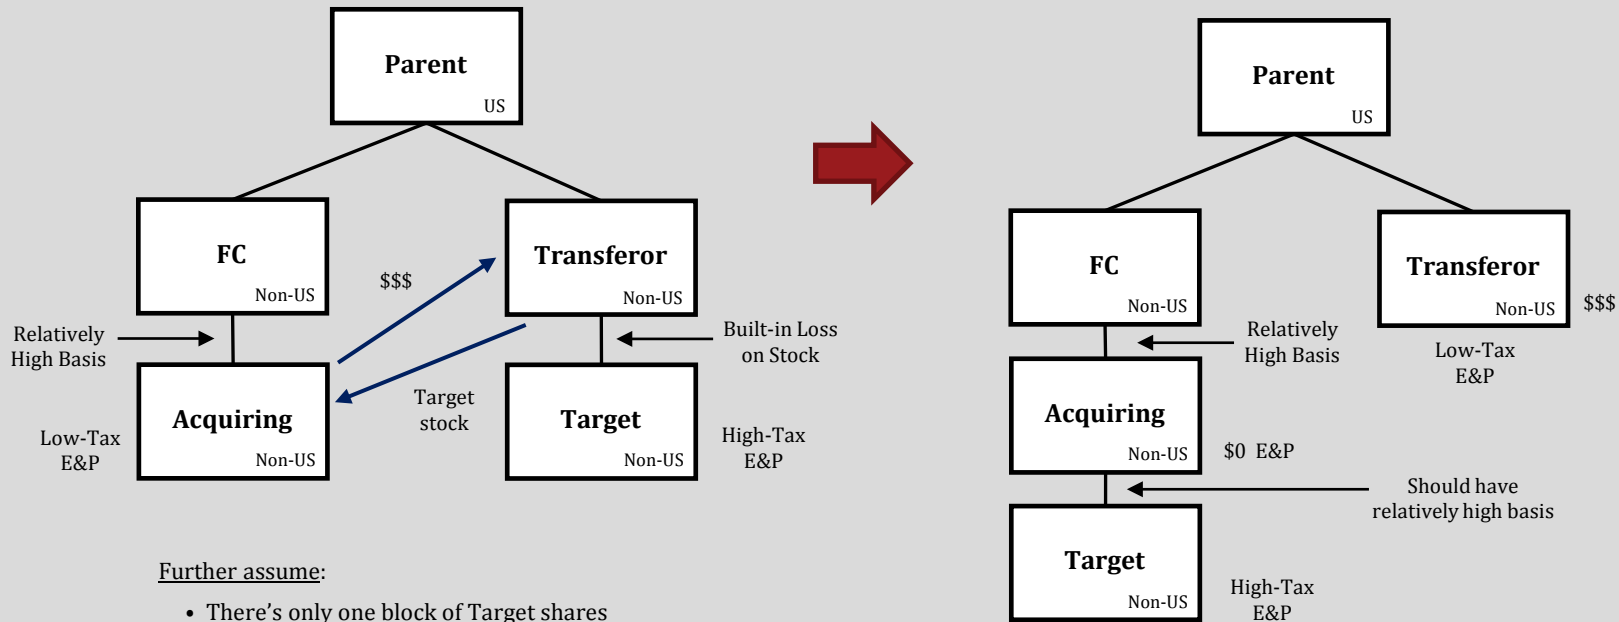 Parent
US
FC
Non-US
$$$
Transferor
Non-US
Relatively
High Basis
Built-in Loss
on Stock
Acquiring
Non-US
Low-Tax
E&P
Target
stock
Target
Non-US
High-Tax
E&P
Further assume:
• There's only one block of Target shares
Parent
US
FC
Non-US
Transferor
Non-US
$$$
Relatively
High Basis
Low-Tax
E&P
Acquiring
Non-US
$0 E&P
Should have
relatively high basis
Target
Non-US
High-Tax
E&P